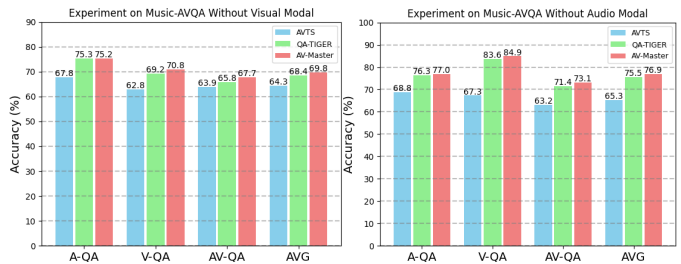 Experiment on Music-AVQA Without Visual Modal
90
80
70
60
50
40
30
20
10
0
Accuracy (%)
AVTS
QA-TIGER
AV-Master
67.8 75.3 75.2
62.8 69.2 70.8
63.9 65.8 67.7
64.3 68.4 69.8
A-QA V-QA AV-QA AVG
Experiment on Music-AVQA Without Audio Modal
100
90
80
70
60
50
40
30
20
10
0
Accuracy (%)
AVTS
QA-TIGER
AV-Master
68.8 76.3 77.0
67.3 83.6 84.9
63.2 71.4 73.1
65.3 75.5 76.9
A-QA V-QA AV-QA AVG